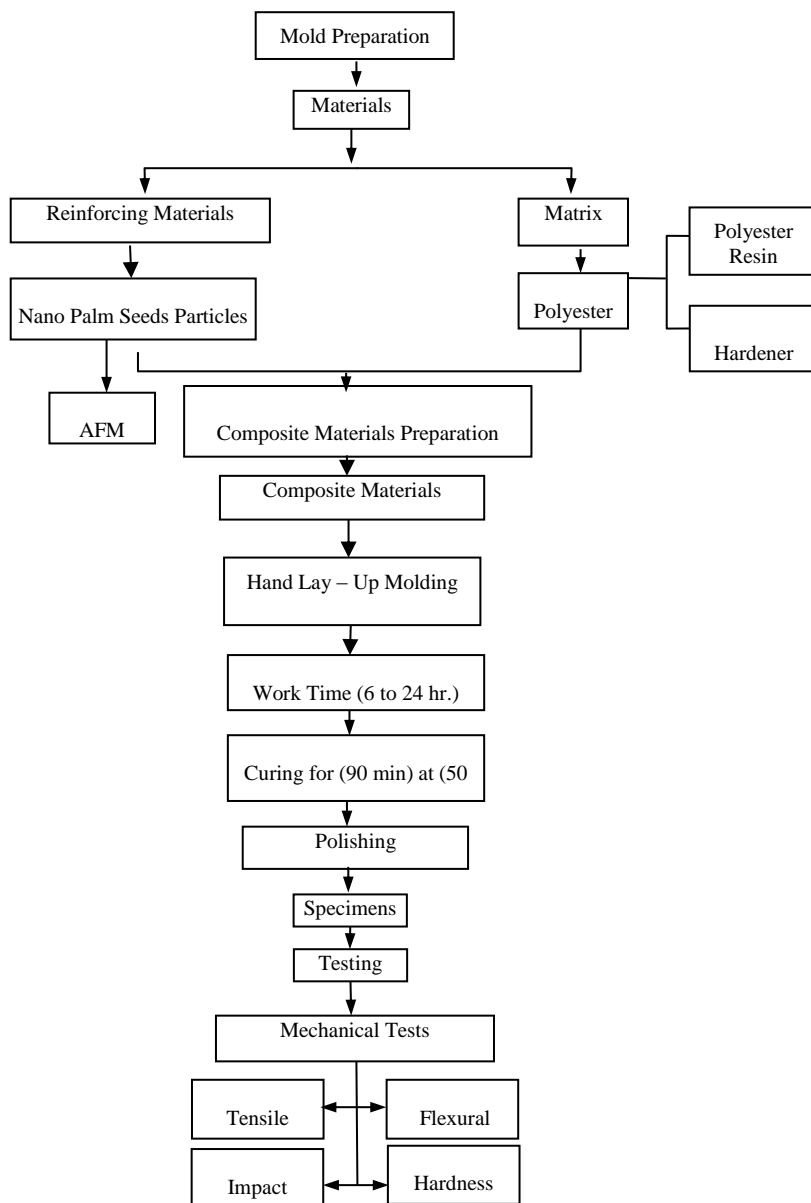 Mold Preparation
Materials
Reinforcing Materials
Matrix
Polyester
Resin
Nano Palm Seeds Particles
Polyester
Hardener
AFM
Composite Materials Preparation
Composite Materials
Hand Lay – Up Molding
Work Time (6 to 24 hr.)
Curing for (90 min) at (50
Polishing
Specimens
Testing
Mechanical Tests
Tensile
Flexural
Impact
Hardness